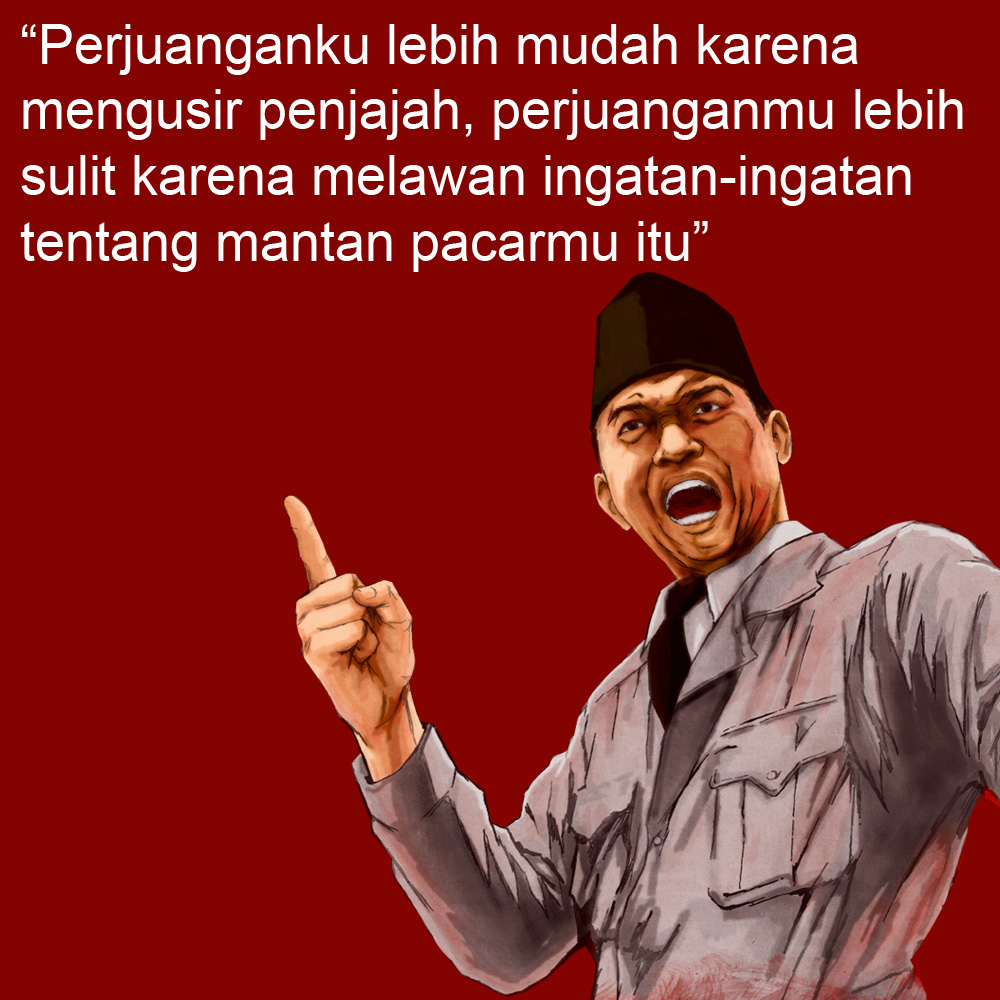 “Perjuanganku lebih mudah karena
mengusir penjajah, perjuanganmu lebih
sulit karena melawan ingatan-ingatan
tentang mantan pacarmu itu”